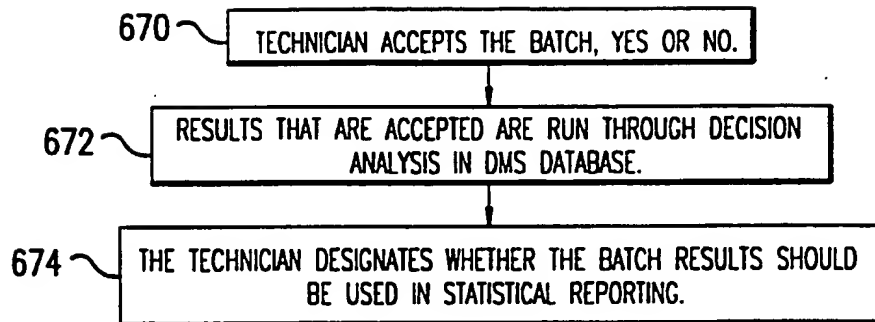 670
TECHNICIAN ACCEPTS THE BATCH, YES OR NO.
672
RESULTS THAT ARE ACCEPTED ARE RUN THROUGH DECISION
ANALYSIS IN DMS DATABASE.
674
THE TECHNICIAN DESIGNATES WHETHER THE BATCH RESULTS SHOULD
BE USED IN STATISTICAL REPORTING.